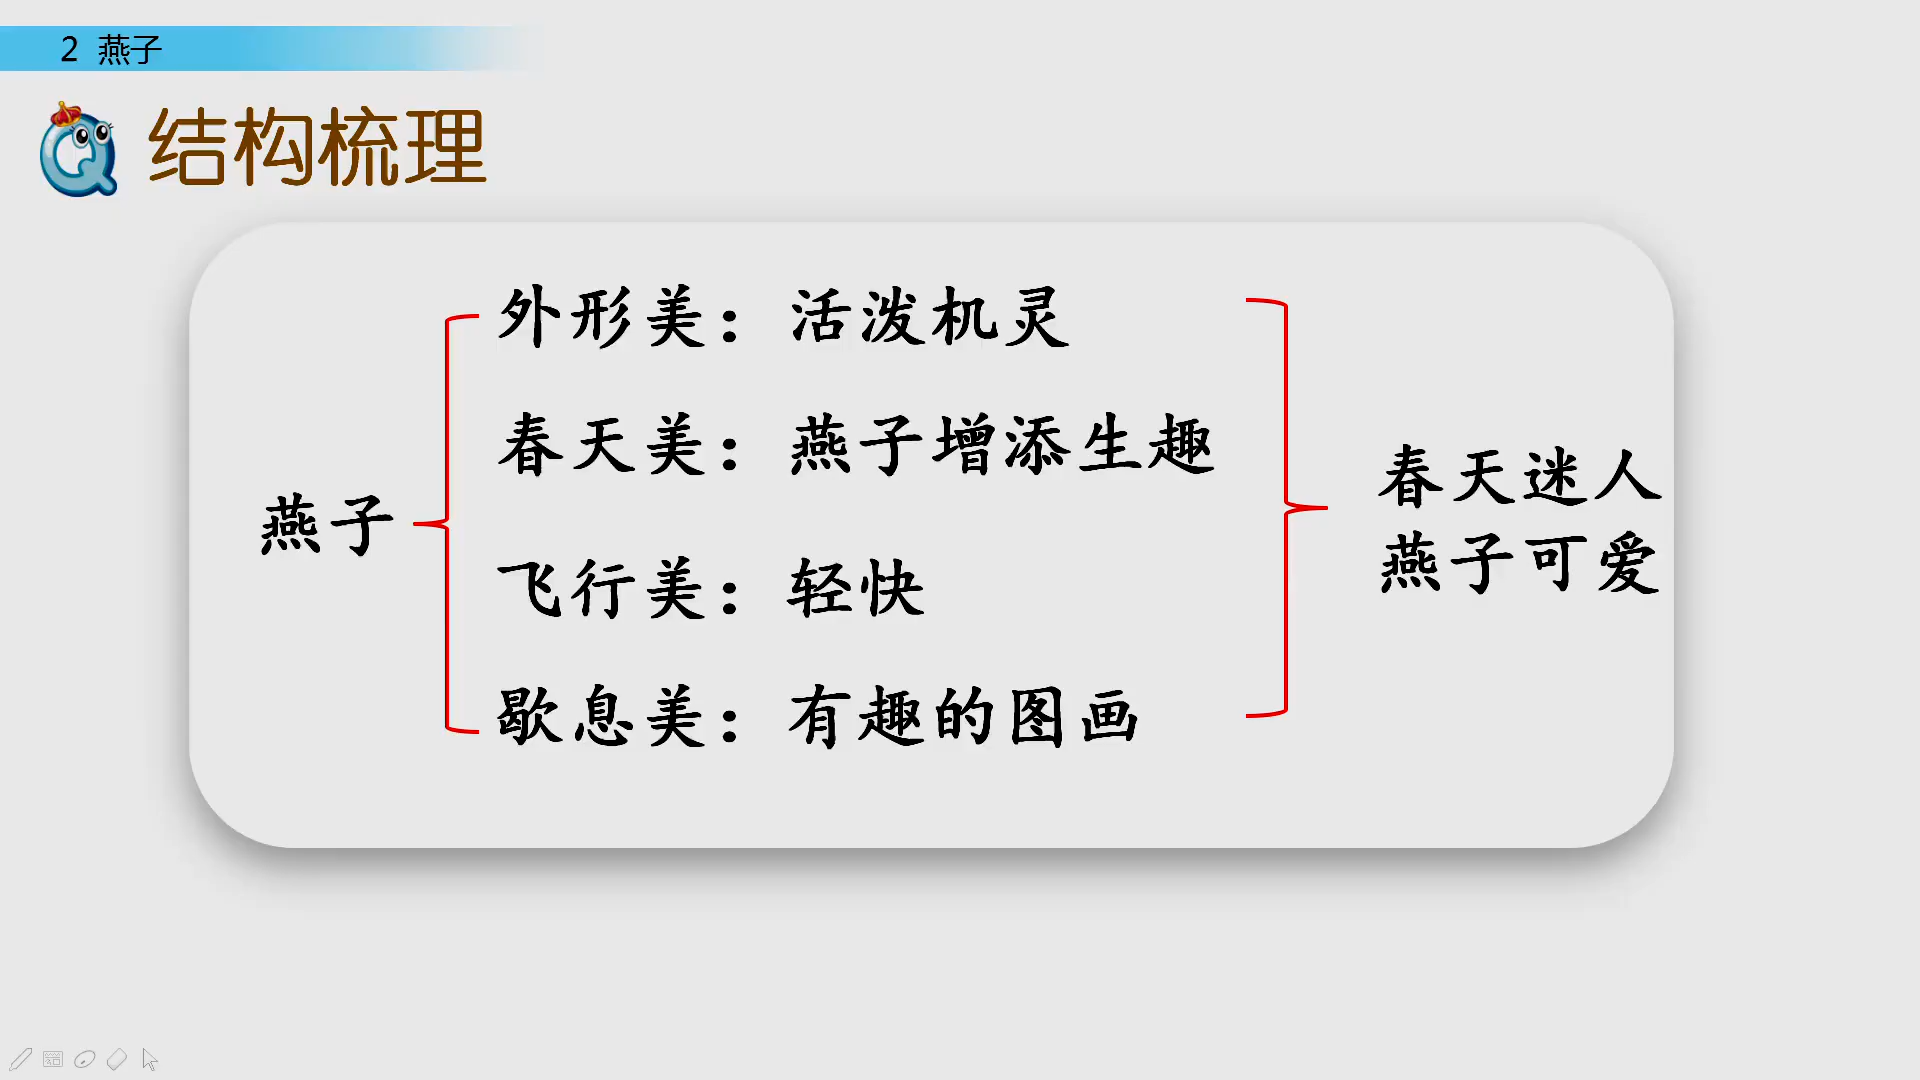 2 燕子
结构梳理
外形美：活泼机灵
春天美：燕子增添生趣
燕子
飞行美：轻快
歇息美：有趣的图画
春天迷人
燕子可爱